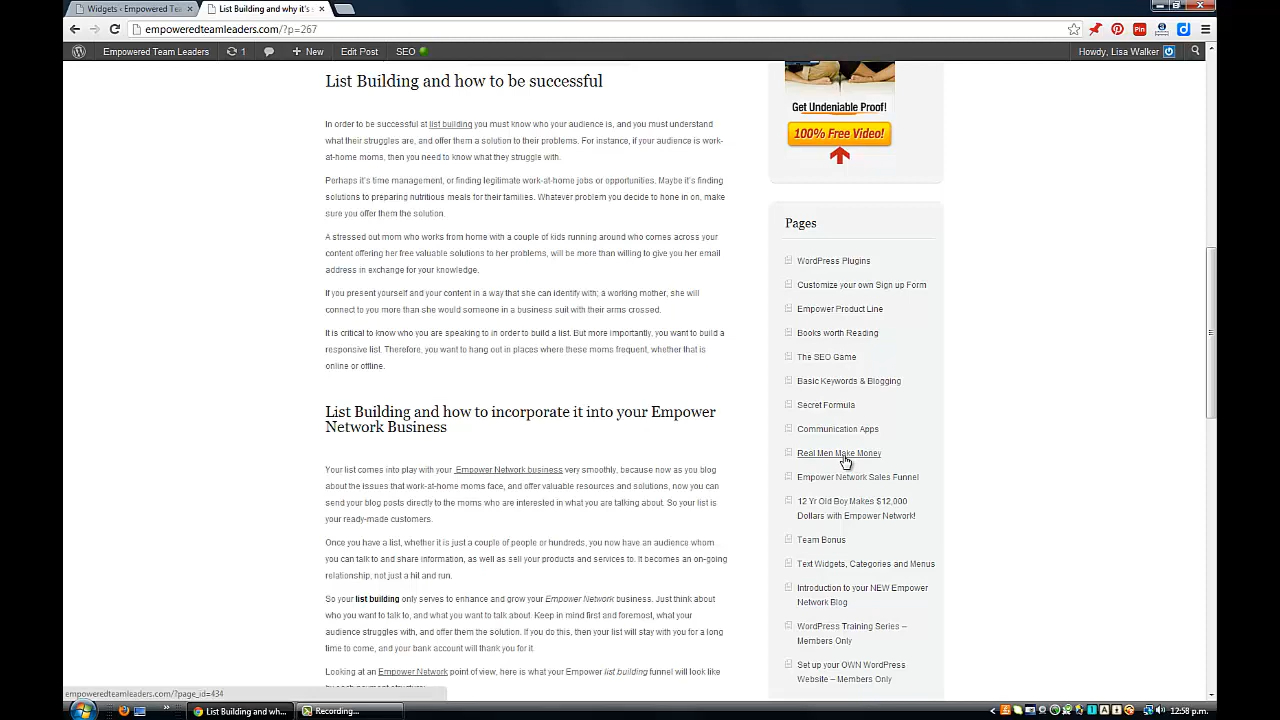 Widgets ‹ Empowered Te
List Building and why it's
empoweredteamleaders.com/?p=267
Empowered Team Leaders
1
New
Edit Post
SEO
Howdy, Lisa Walker
List Building and how to be successful
In order to be successful at list building you must know who your audience is, and you must understand
what their struggles are, and offer them a solution to their problems. For instance, if your audience is work-
at-home moms, then you need to know what they struggle with.
Perhaps it's time management, or finding legitimate work-at-home jobs or opportunities. Maybe it's finding
solutions to preparing nutritious meals for their families. Whatever problem you decide to hone in on, make
sure you offer them the solution.
A stressed out mom who works from home with a couple of kids running around who comes across your
content offering her free valuable solutions to her problems, will be more than willing to give you her email
address in exchange for your knowledge.
If you present yourself and your content in a way that she can identify with; a working mother, she will
connect to you more than she would someone in a business suit with their arms crossed.
It is critical to know who you are speaking to in order to build a list. But more importantly, you want to build a
responsive list. Therefore, you want to hang out in places where these moms frequent, whether that is
online or offline.
List Building and how to incorporate it into your Empower
Network Business
Your list comes into play with your Empower Network business very smoothly, because now as you blog
about the issues that work-at-home moms face, and offer valuable resources and solutions, now you can
send your blog posts directly to the moms who are interested in what you are talking about. So your list is
your ready-made customers.
Once you have a list, whether it is just a couple of people or hundreds, you now have an audience whom
you can talk to and share information, as well as sell your products and services to. It becomes an on-going
relationship, not just a hit and run.
So your list building only serves to enhance and grow your Empower Network business. Just think about
who you want to talk to, and what you want to talk about. Keep in mind first and foremost, what your
audience struggles with, and offer them the solution. If you do this, then your list will stay with you for a long
time to come, and your bank account will thank you for it.
Looking at an Empower Network point of view, here is what your Empower list building funnel will look like
Get Undeniable Proof!
100% Free Video!
Pages
WordPress Plugins
Customize your own Sign up Form
Empower Product Line
Books worth Reading
The SEO Game
Basic Keywords & Blogging
Secret Formula
Communication Apps
Real Men Make Money
Empower Network Sales Funnel
12 Yr Old Boy Makes $12,000
Dollars with Empower Network!
Team Bonus
Text Widgets, Categories and Menus
Introduction to your NEW Empower
Network Blog
WordPress Training Series –
Members Only
Set up your OWN WordPress
Website – Members Only
empoweredteamleaders.com/?page_id=434
List Building and wh...
Recording...
12:58 p.m.